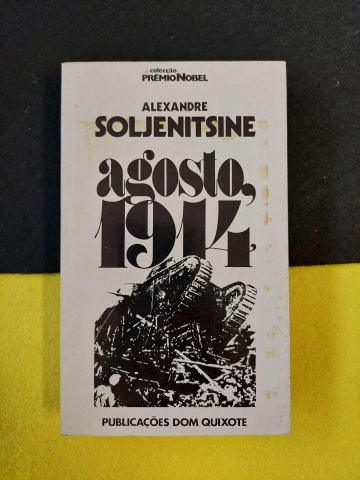 colecção
PRÉMIO NOBEL
ALEXANDRE
SOLJENITSINE
agosto,
1914
PUBLICAÇÕES DOM QUIXOTE